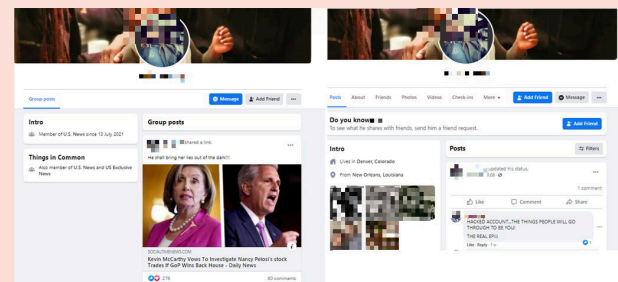 Group posts
Message
Add Friend
Intro
Member of U.S. News since 13 July 2021
Things in Common
Also member of U.S. News and US Exclusive
News
Group posts
shared a link.
He shall bring her lies out of the dark!!!
SOCIALTHENEWS.COM
Kevin McCarthy Vows To Investigate Nancy Pelosi's stock
Trades If GoP Wins Back House - Daily News
276
80 comments
Posts About Friends Photos Videos Check-ins More
Add Friend
Message
Do you know
To see what he shares with friends, send him a friend request.
Add Friend
Intro
Lives in Denver, Colorado
From New Orleans, Louisiana
Posts
Filters
updated his status.
1 comment
Like Comment Share
HACKED ACCOUNT...THE THINGS PEOPLE WILL GO
THROUGH TO BE YOU!
THE REAL
Like · Reply · 1w